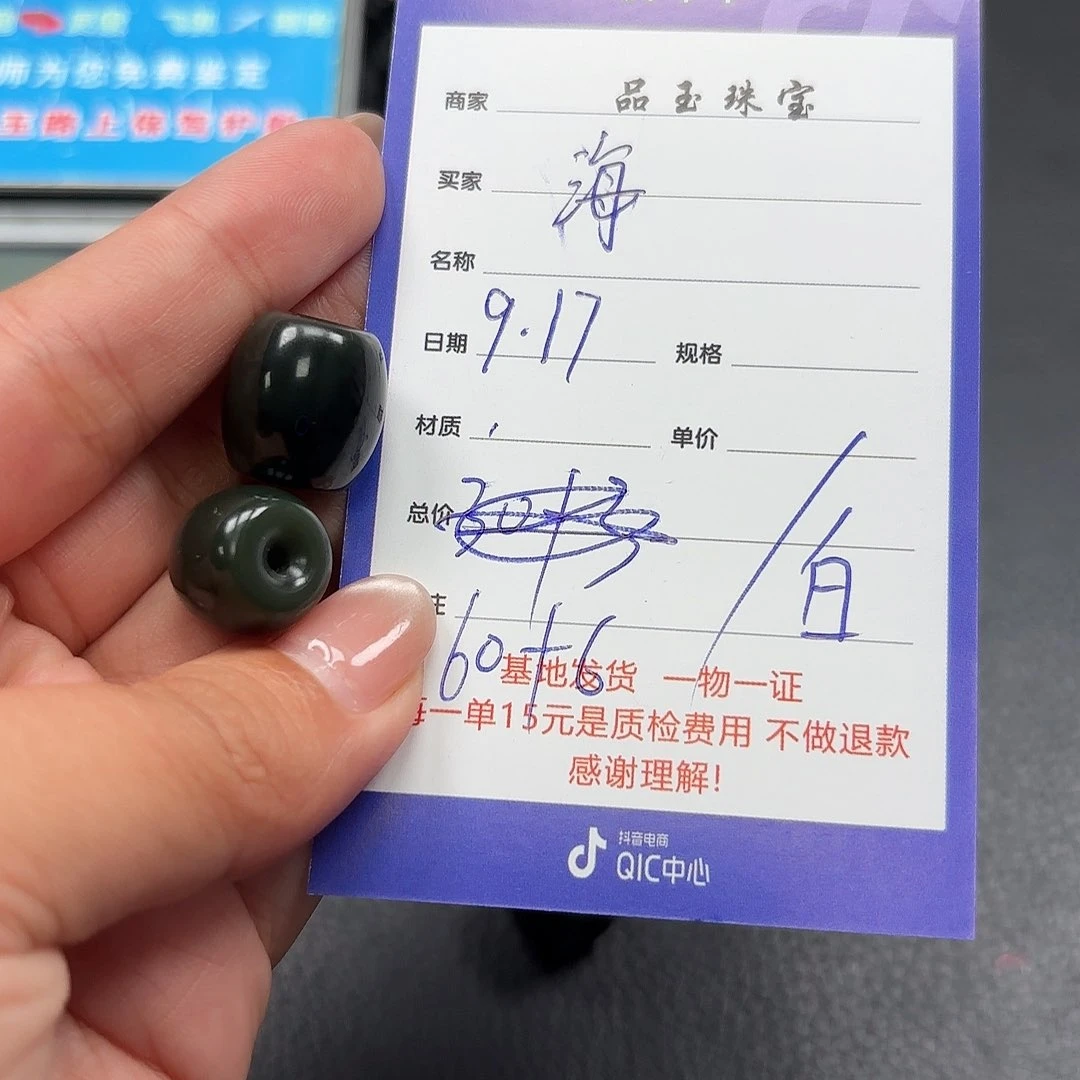 师为您免费鉴定
商家 品玉珠宝
买家 海
名称
日期 9.17 规格
材质 单价
总价
60+6
基地发货 一物一证
每一单15元是质检费用 不做退款
感谢理解!
抖音电商
QIC中心